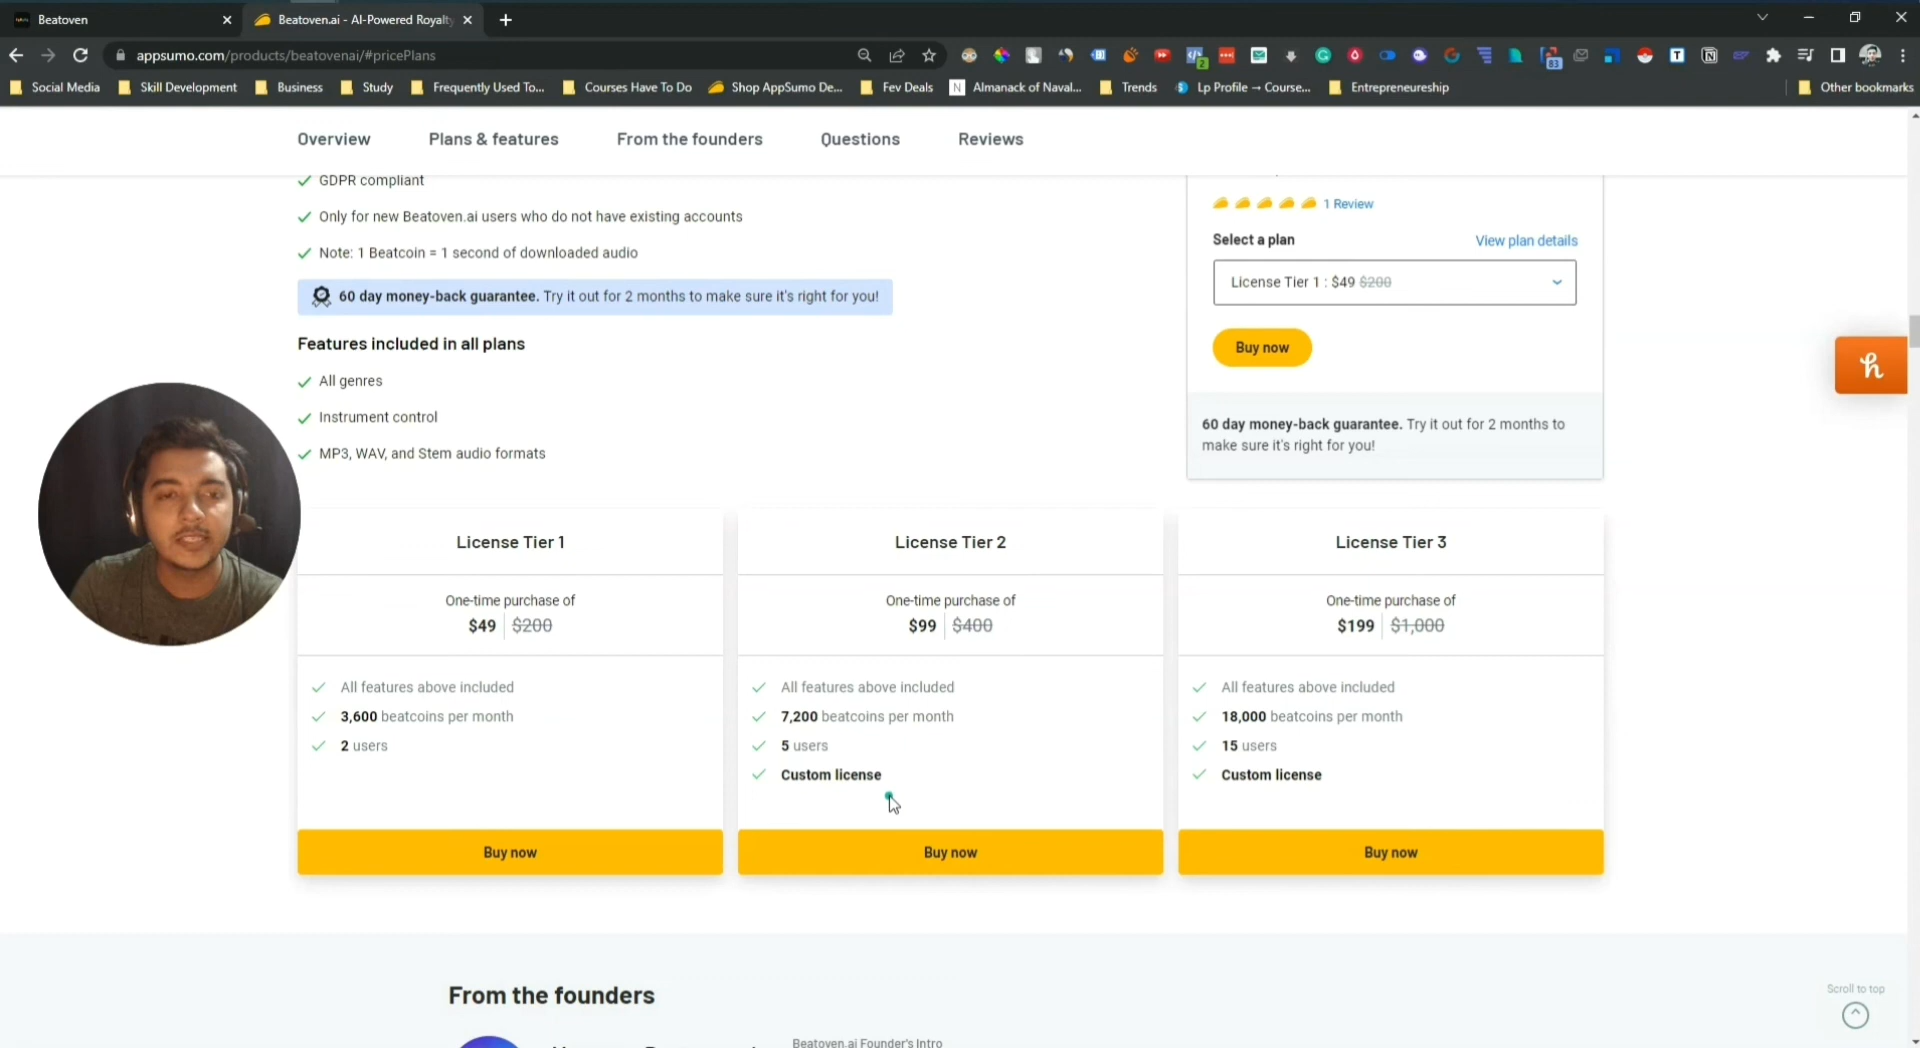 Beatoven
Beatoven.ai - AI-Powered Royalty
appsumo.com/products/beatovenai/#pricePlans
Social Media
Skill Development
Business
Study
Frequently Used To...
Courses Have To Do
Shop AppSumo De...
Fev Deals
Almanack of Naval...
Trends
Lp Profile → Course...
Entrepreneurship
Other bookmarks
Overview
Plans & features
From the founders
Questions
Reviews
GDPR compliant
Only for new Beatoven.ai users who do not have existing accounts
Note: 1 Beatcoin = 1 second of downloaded audio
60 day money-back guarantee. Try it out for 2 months to make sure it's right for you!
Features included in all plans
All genres
Instrument control
MP3, WAV, and Stem audio formats
1 Review
Select a plan
View plan details
License Tier 1 : $49 $200
Buy now
60 day money-back guarantee. Try it out for 2 months to
make sure it's right for you!
License Tier 1
One-time purchase of
$49 $200
All features above included
3,600 beatcoins per month
2 users
Buy now
License Tier 2
One-time purchase of
$99 $400
All features above included
7,200 beatcoins per month
5 users
Custom license
Buy now
License Tier 3
One-time purchase of
$199 $1,000
All features above included
18,000 beatcoins per month
15 users
Custom license
Buy now
From the founders
Beatoven.ai Founder's Intro
Scroll to top